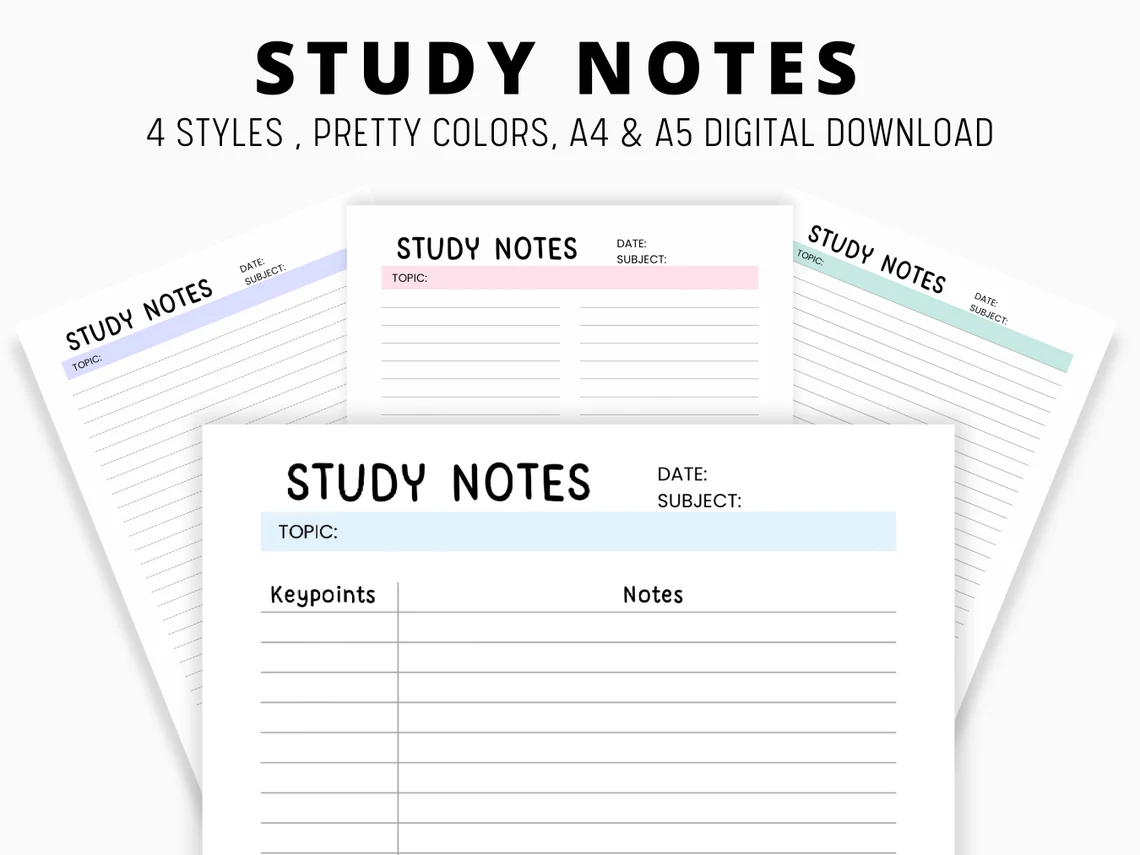 STUDY NOTES
4 STYLES , PRETTY COLORS, A4 & A5 DIGITAL DOWNLOAD
STUDY NOTES
DATE:
SUBJECT:
TOPIC:
STUDY NOTES
DATE:
SUBJECT:
TOPIC:
STUDY NOTES
DATE:
SUBJECT:
TOPIC:
STUDY NOTES
DATE:
SUBJECT:
TOPIC:
Keypoints Notes